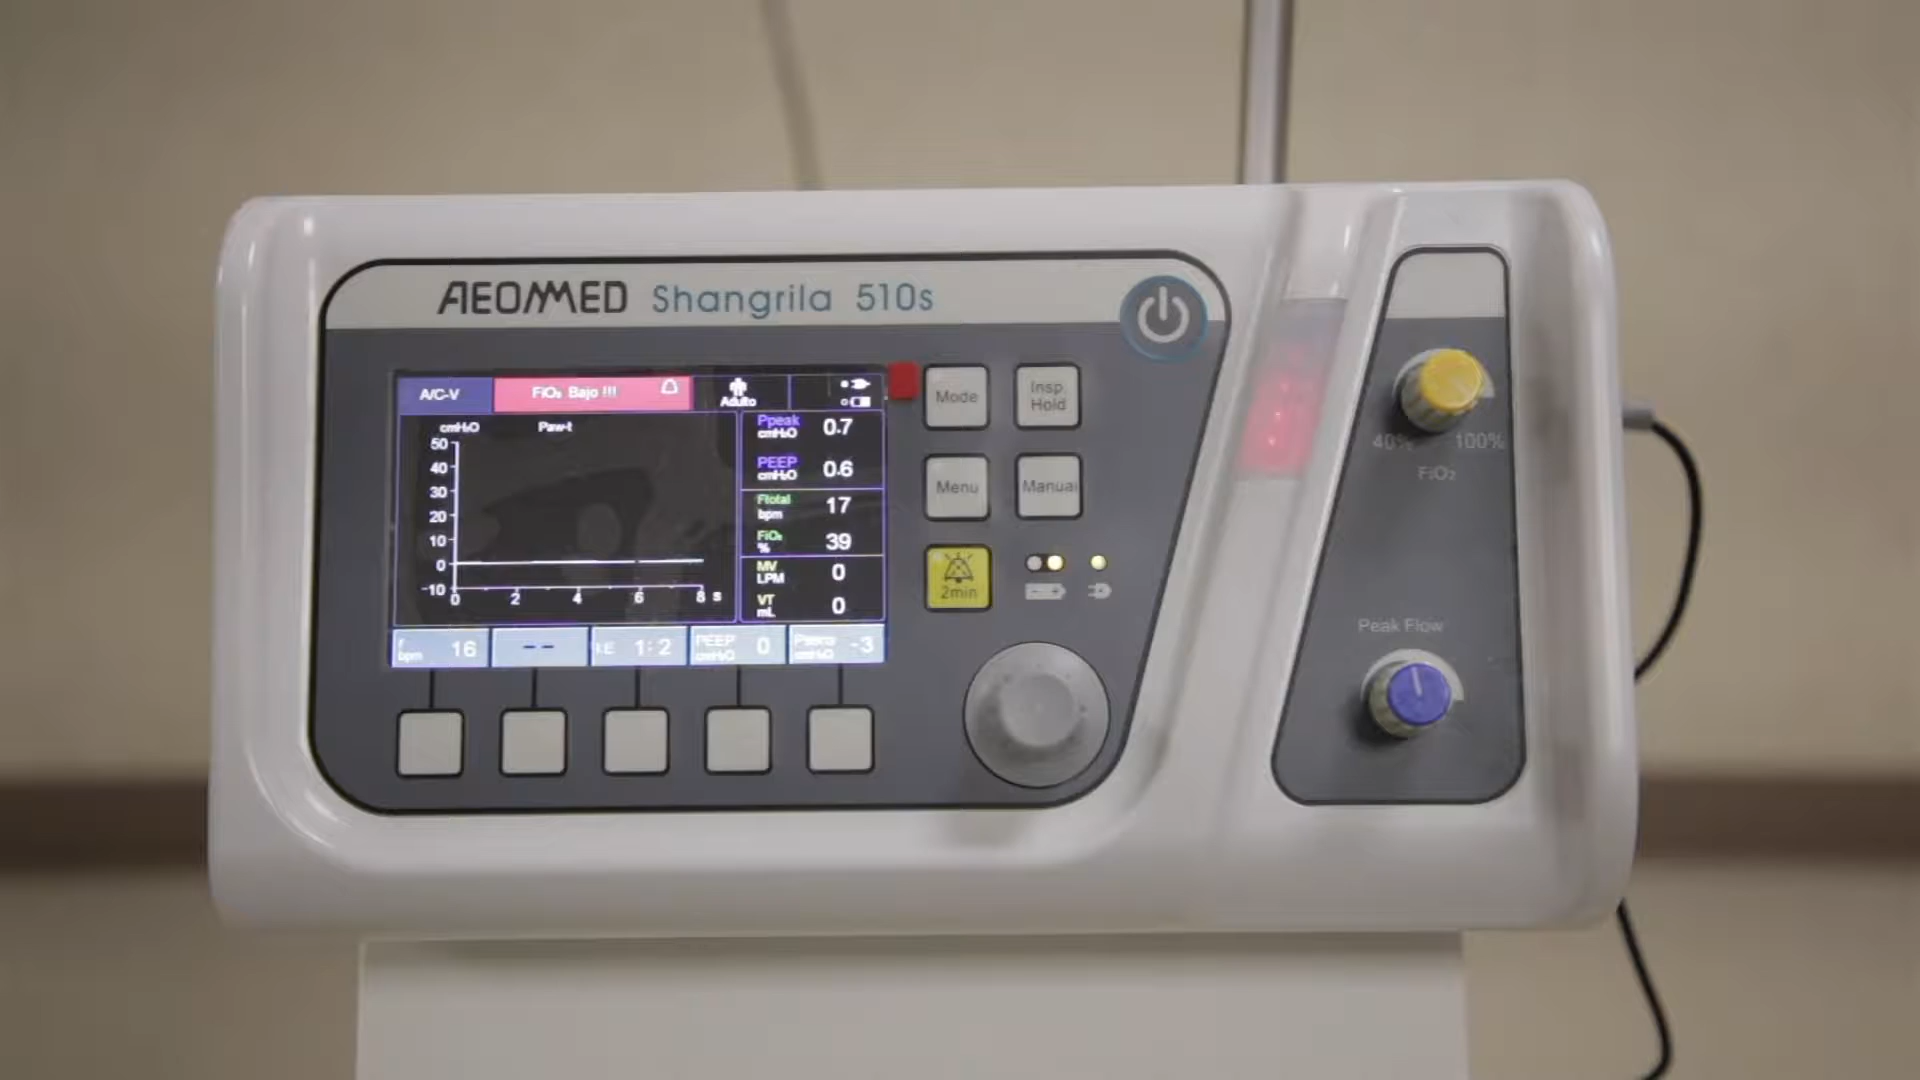 AEOMMED Shangrila 510s
A/C-V
FiO₂ Bajo !!!
Adulto
cmH₂O
Paw-t
50
40
30
20
10
0
-10
0 2 4 6 8 s
Ppeak
cmH₂O
0.7
PEEP
cmH₂O
0.6
Ftotal
bpm
17
FiO₂
%
39
MV
LPM
0
VT
mL
0
f
bpm
16
--
I:E 1:2
PEEP
cmH₂O
0
cmH₂O
-3
Mode
Insp.
Hold
Menu
Manual
2min
40% 100%
FiO₂
Peak Flow